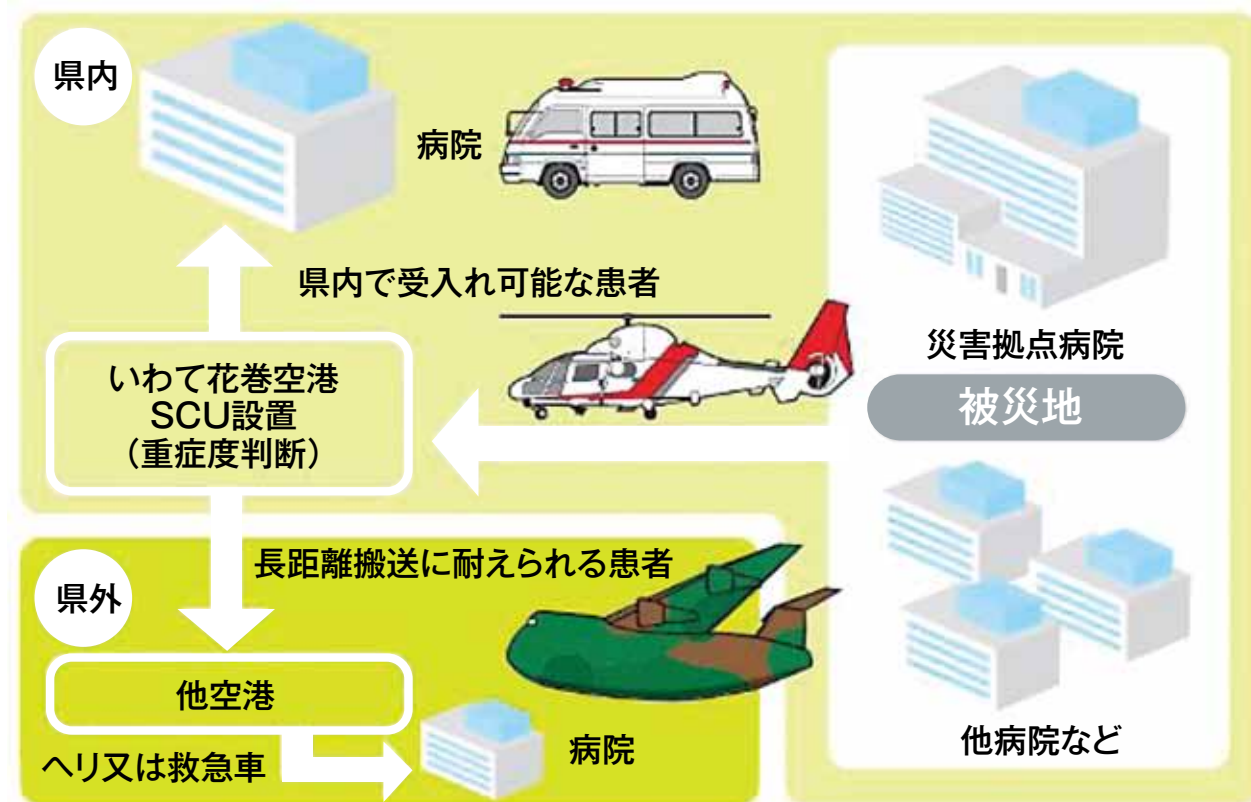 県内
病院
県内で受入れ可能な患者
災害拠点病院
被災地
いわて花巻空港
SCU設置
（重症度判断）
長距離搬送に耐えられる患者
県外
他空港
ヘリ又は救急車
病院
他病院など